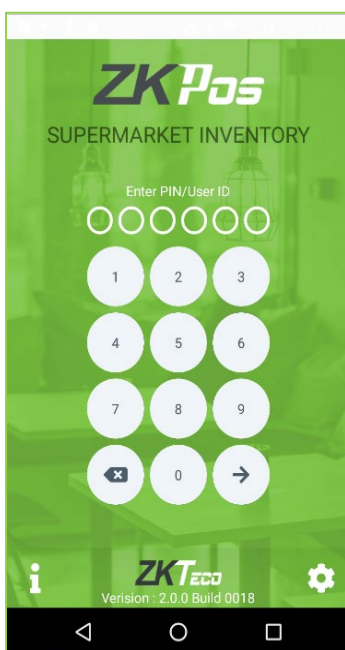 ZKPos
SUPERMARKET INVENTORY
Enter PIN/User ID
1 2 3
4 5 6
7 8 9
0
ZKTECO
Verision : 2.0.0 Build 0018